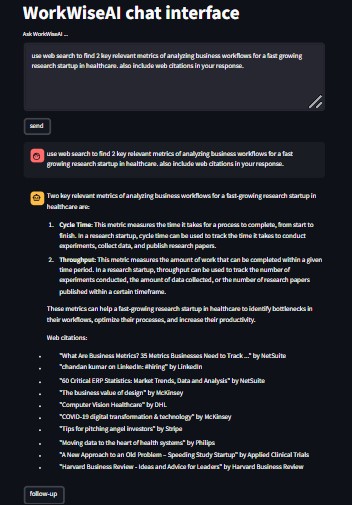 WorkWiseAI chat interface
Ask WorkWiseAI ...
use web search to find 2 key relevant metrics of analyzing business workflows for a fast growing
research startup in healthcare. also include web citations in your response.
send
use web search to find 2 key relevant metrics of analyzing business workflows for a fast growing
research startup in healthcare. also include web citations in your response.
Two key relevant metrics of analyzing business workflows for a fast-growing research startup in
healthcare are:
1. Cycle Time: This metric measures the time it takes for a process to complete, from start to
finish. In a research startup, cycle time can be used to track the time it takes to conduct
experiments, collect data, and publish research papers.
2. Throughput: This metric measures the amount of work that can be completed within a given
time period. In a research startup, throughput can be used to track the number of
experiments conducted, the amount of data collected, or the number of research papers
published within a certain timeframe.
These metrics can help a fast-growing research startup in healthcare to identify bottlenecks in
their workflows, optimize their processes, and increase their productivity.
Web citations:
• "What Are Business Metrics? 35 Metrics Businesses Need to Track ..." by NetSuite
• "chandan kumar on LinkedIn: #hiring" by LinkedIn
• "60 Critical ERP Statistics: Market Trends, Data and Analysis" by NetSuite
• "The business value of design" by McKinsey
• "Computer Vision Healthcare" by DHL
• "COVID-19 digital transformation & technology" by McKinsey
• "Tips for pitching angel investors" by Stripe
• "Moving data to the heart of health systems" by Philips
• "A New Approach to an Old Problem – Speeding Study Startup" by Applied Clinical Trials
• "Harvard Business Review - Ideas and Advice for Leaders" by Harvard Business Review
follow-up